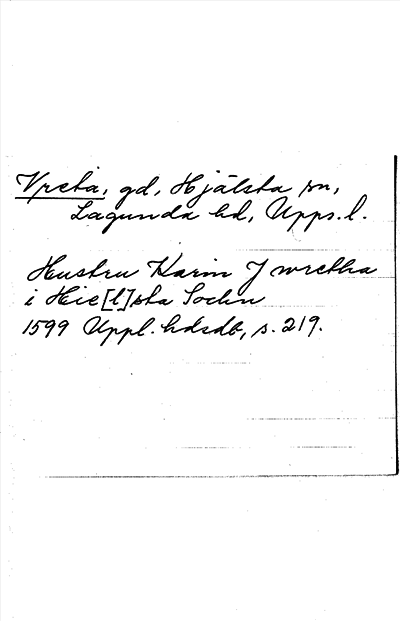 Vreta, gd, Hjälsta sn,
Lagunda hd, Upps. l.
Hustru Karin J wretha
i Hie[l]sta Sochn
1599 Uppl. hdsdb, s. 219.